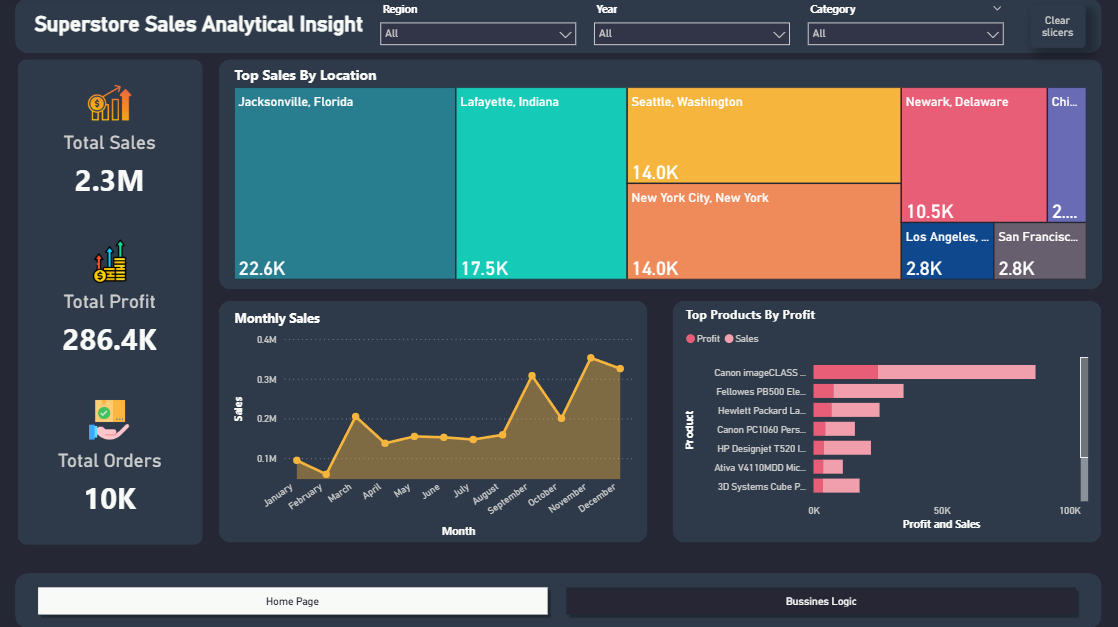 Superstore Sales Analytical Insight
Region
All
Year
All
Category
All
Clear
slicers
Total Sales
2.3M
Total Profit
286.4K
Total Orders
10K
Top Sales By Location
Jacksonville, Florida
22.6K
Lafayette, Indiana
17.5K
Seattle, Washington
14.0K
New York City, New York
14.0K
Newark, Delaware
10.5K
Chi...
2....
Los Angeles, ...
2.8K
San Francisc...
2.8K
Monthly Sales
0.4M
0.3M
0.2M
0.1M
Sales
January
February
March
April
May
June
July
August
September
October
November
December
Month
Top Products By Profit
Profit
Sales
Product
Canon imageCLASS ...
Fellowes PB500 Ele...
Hewlett Packard La...
Canon PC1060 Pers...
HP Designjet T520 I...
Ativa V4110MDD Mic...
3D Systems Cube P...
0K
50K
100K
Profit and Sales
Home Page
Bussines Logic